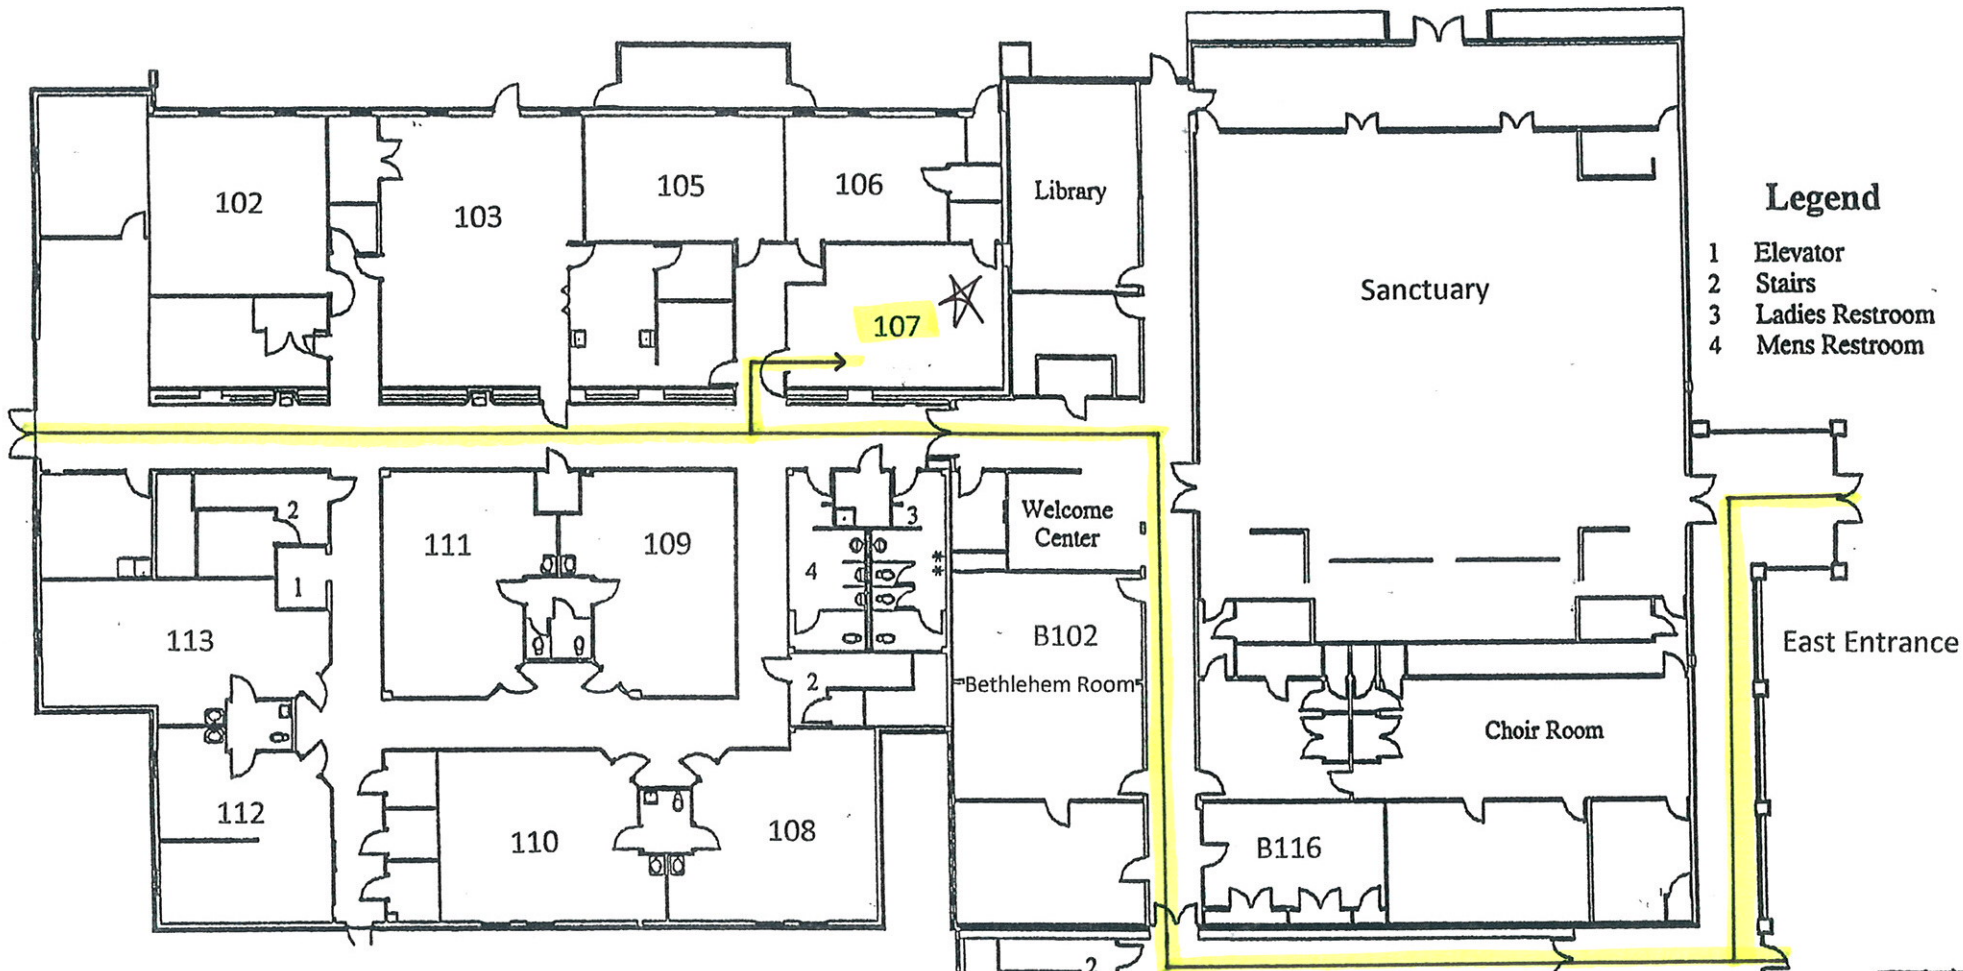 102
103
105
106
107
Library
Sanctuary
Legend
1 Elevator
2 Stairs
3 Ladies Restroom
4 Mens Restroom
2
1
111
109
3
4
**
Welcome
Center
113
B102
Bethlehem Room
2
East Entrance
Choir Room
112
110
108
B116
2